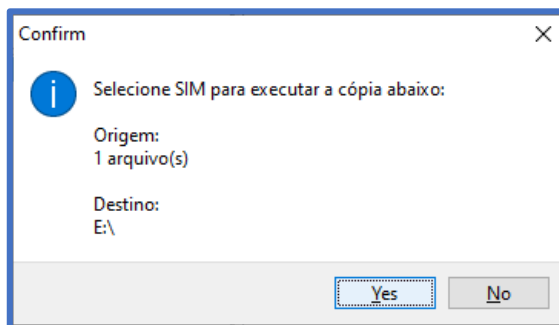 Confirm
Selecione SIM para executar a cópia abaixo:
Origem:
1 arquivo(s)
Destino:
E:\
Yes
No